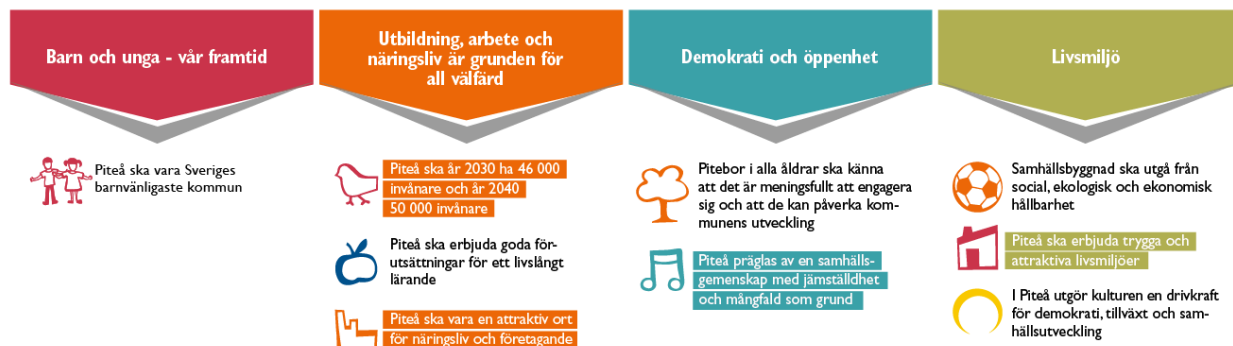 Barn och unga - vår framtid
Piteå ska vara Sveriges
barnvänligaste kommun
Utbildning, arbete och
näringsliv är grunden för
all välfärd
Piteå ska år 2030 ha 46 000
invånare och år 2040
50 000 invånare
Piteå ska erbjuda goda för-
utsättningar för ett livslångt
lärande
Piteå ska vara en attraktiv ort
för näringsliv och företagande
Demokrati och öppenhet
Pitebor i alla åldrar ska känna
att det är meningsfullt att engagera
sig och att de kan påverka kom-
munens utveckling
Piteå präglas av en samhälls-
gemenskap med jämställdhet
och mångfald som grund
Livsmiljö
Samhällsbyggnad ska utgå från
social, ekologisk och ekonomisk
hållbarhet
Piteå ska erbjuda trygga och
attraktiva livsmiljöer
I Piteå utgör kulturen en drivkraft
för demokrati, tillväxt och sam-
hällsutveckling